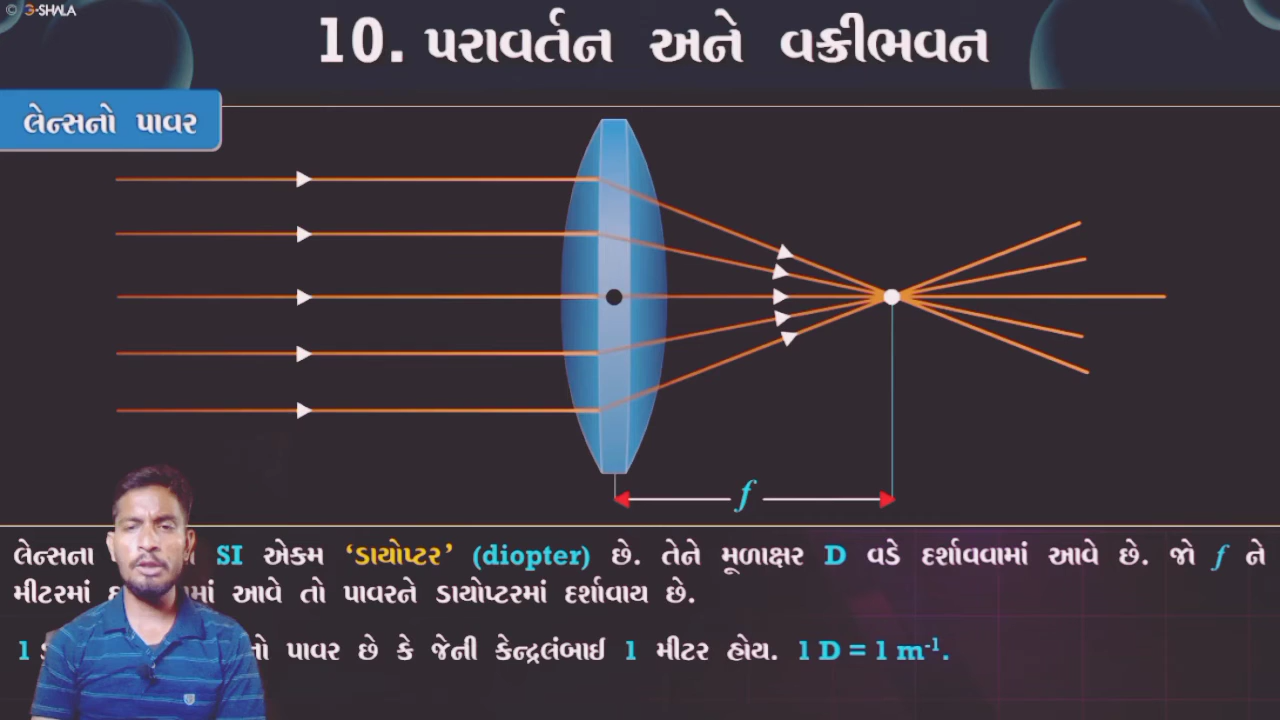 © G-SHALA
10. પરાવર્તન અને વક્રીભવન
લેન્સનો પાવર
f
લેન્સના SI એકમ ‘ડાયોપ્ટર’ (diopter) છે. તેને મૂળાક્ષર D વડે દર્શાવવામાં આવે છે. જો f ને
મીટરમાં આવે તો પાવરને ડાયોપ્ટરમાં દર્શાવાય છે.
1 પાવર છે કે જેની કેન્દ્રલંબાઈ 1 મીટર હોય. 1 D = 1 m⁻¹.